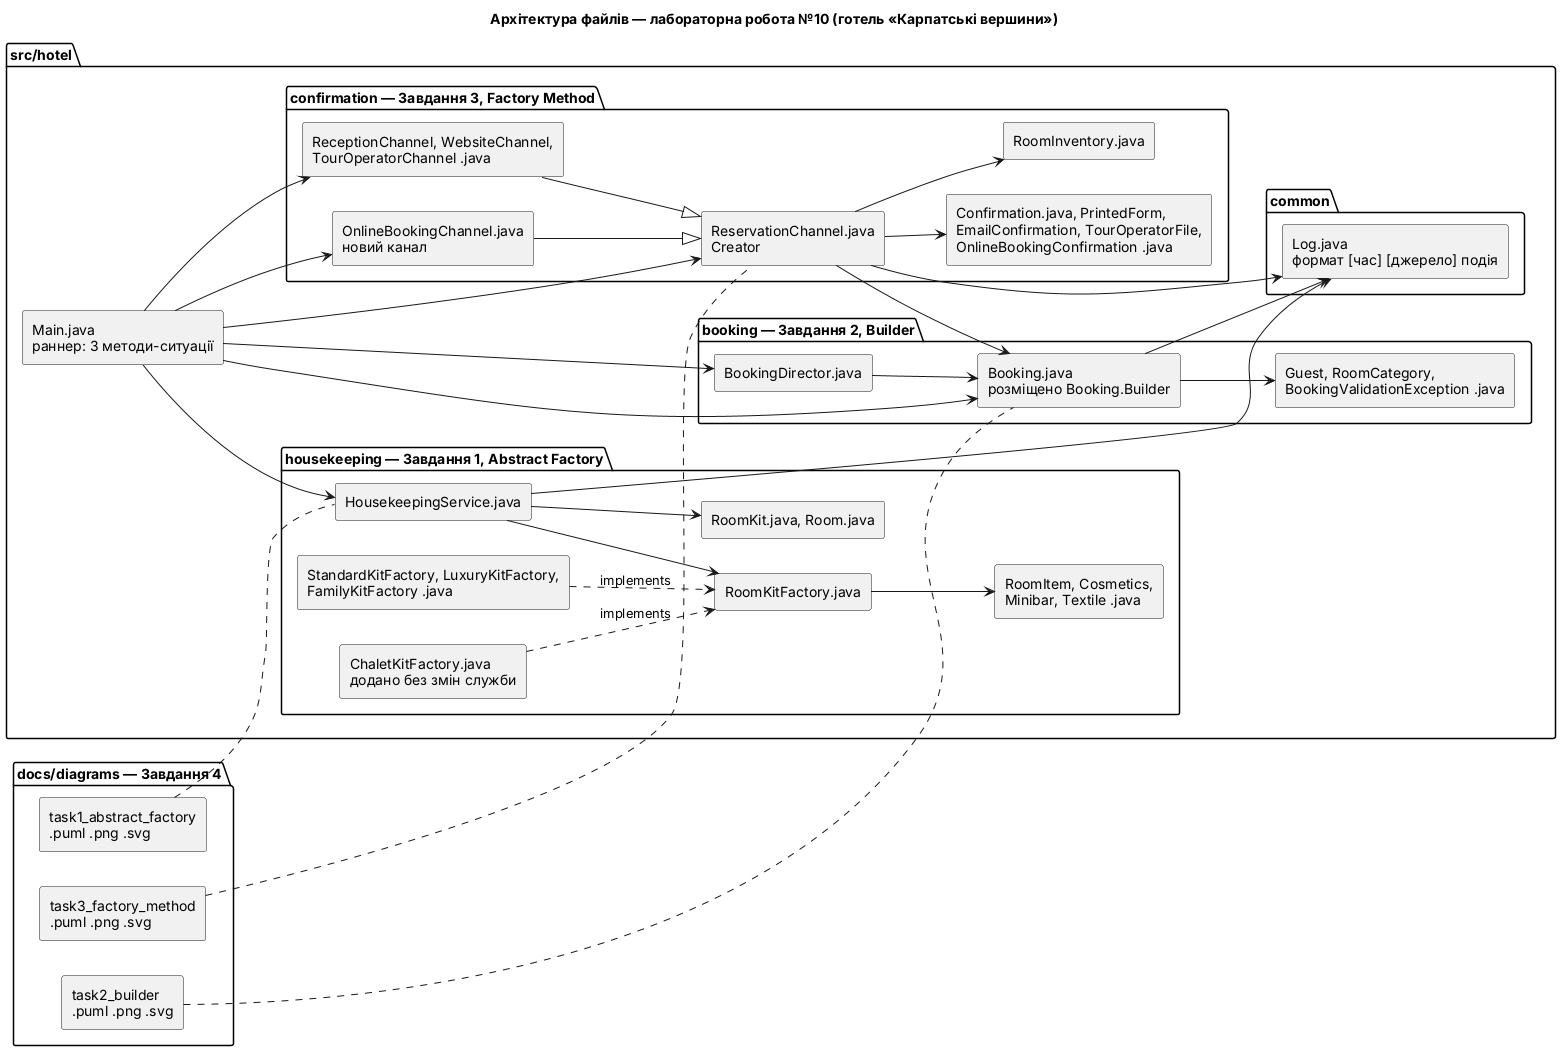 Архітектура файлів — лабораторна робота №10 (готель «Карпатські вершини»)
src/hotel
confirmation — Завдання 3, Factory Method
ReceptionChannel, WebsiteChannel,
TourOperatorChannel .java
RoomInventory.java
OnlineBookingChannel.java
новий канал
ReservationChannel.java
Creator
Confirmation.java, PrintedForm,
EmailConfirmation, TourOperatorFile,
OnlineBookingConfirmation .java
common
Log.java
формат [час] [джерело] подія
Main.java
раннер: 3 методи-ситуації
booking — Завдання 2, Builder
BookingDirector.java
Booking.java
розміщено Booking.Builder
Guest, RoomCategory,
BookingValidationException .java
housekeeping — Завдання 1, Abstract Factory
HousekeepingService.java
RoomKit.java, Room.java
StandardKitFactory, LuxuryKitFactory,
FamilyKitFactory .java
implements
RoomKitFactory.java
RoomItem, Cosmetics,
Minibar, Textile .java
implements
ChaletKitFactory.java
додано без змін служби
docs/diagrams — Завдання 4
task1_abstract_factory
.puml .png .svg
task3_factory_method
.puml .png .svg
task2_builder
.puml .png .svg